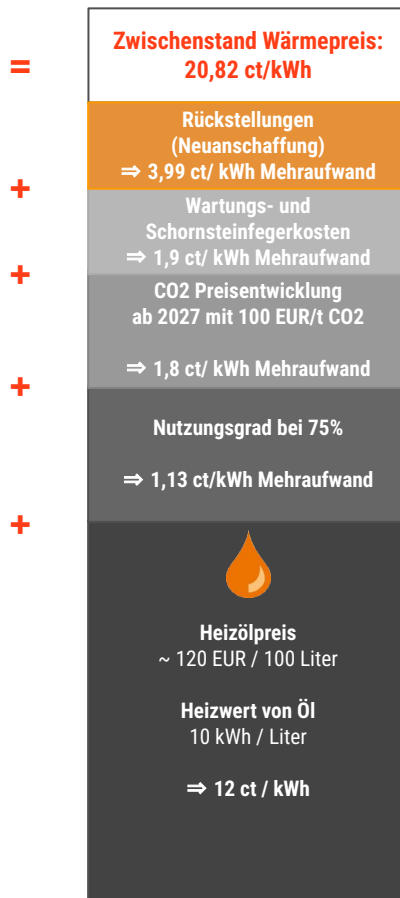 =
Zwischenstand Wärmepreis:
20,82 ct/kWh
Rückstellungen
(Neuanschaffung)
⇒ 3,99 ct/ kWh Mehraufwand
+
Wartungs- und
Schornsteinfegerkosten
⇒ 1,9 ct/ kWh Mehraufwand
+
CO2 Preisentwicklung
ab 2027 mit 100 EUR/t CO2
⇒ 1,8 ct/ kWh Mehraufwand
+
Nutzungsgrad bei 75%
⇒ 1,13 ct/kWh Mehraufwand
+
Heizölpreis
~ 120 EUR / 100 Liter
Heizwert von Öl
10 kWh / Liter
⇒ 12 ct / kWh